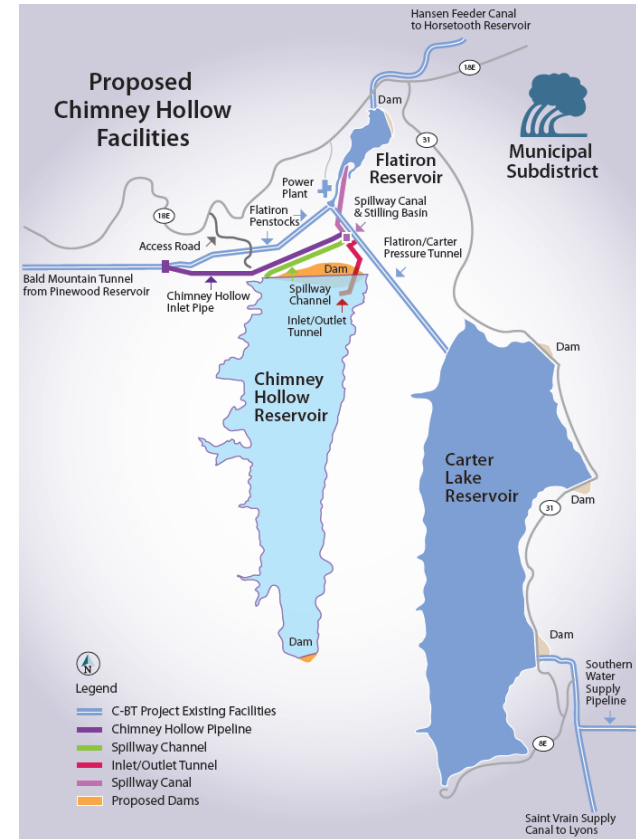 Hansen Feeder Canal
to Horsetooth Reservoir
18E
Proposed
Chimney Hollow
Facilities
Dam
31
Municipal
Subdistrict
Flatiron
Reservoir
Power
Plant
Spillway Canal
& Stilling Basin
Flatiron
Penstocks
18E
Access Road
Flatiron/Carter
Pressure Tunnel
Dam
Bald Mountain Tunnel
from Pinewood Reservoir
Chimney Hollow
Inlet Pipe
Spillway
Channel
Inlet/Outlet
Tunnel
Dam
Chimney
Hollow
Reservoir
Carter
Lake
Reservoir
Dam
31
Dam
Dam
Southern
Water
Supply
Pipeline
N
Legend
C-BT Project Existing Facilities
Chimney Hollow Pipeline
Spillway Channel
Inlet/Outlet Tunnel
Spillway Canal
Proposed Dams
8E
Saint Vrain Supply
Canal to Lyons